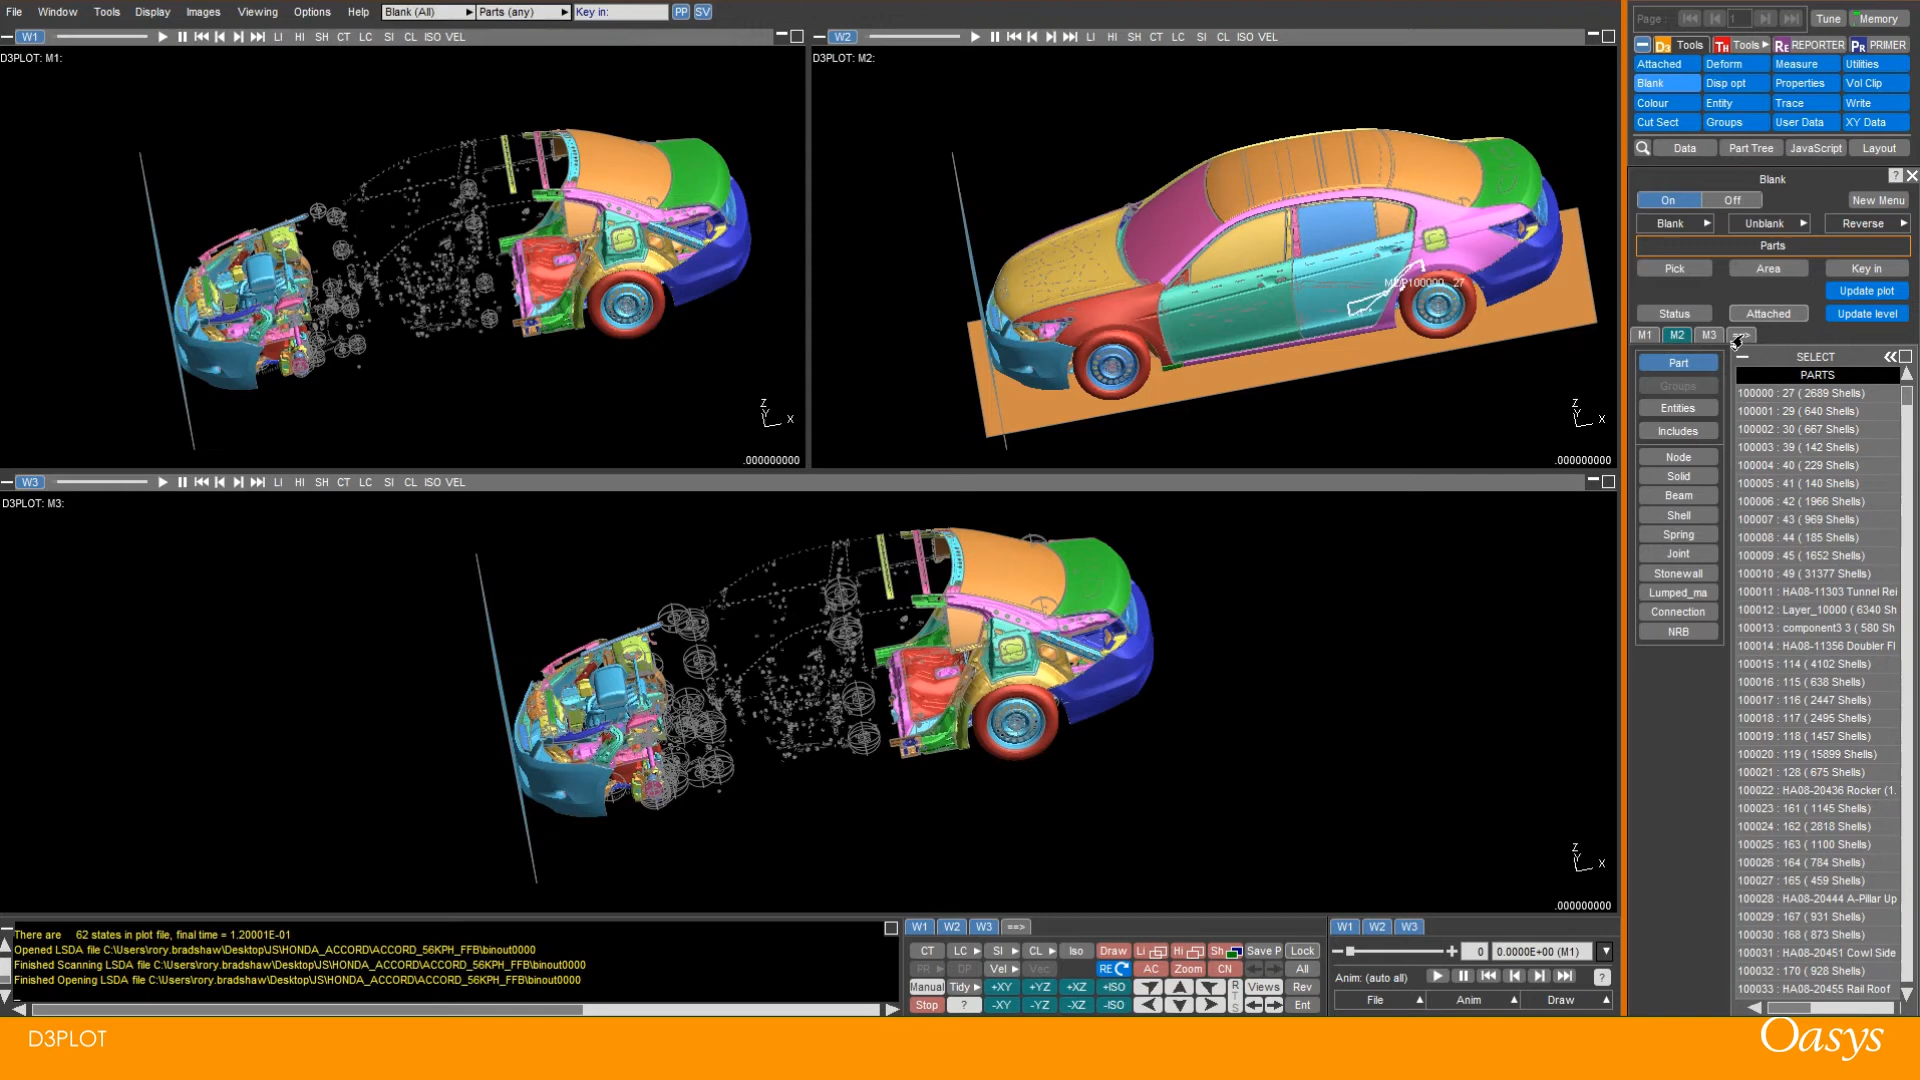 File Window Tools Display Images Viewing Options Help Blank (All) Parts (any) Key in: PP SV
W1 LI HI SH CT LC SI CL ISO VEL
D3PLOT: M1:
Z
Y X
.000000000
W2 LI HI SH CT LC SI CL ISO VEL
D3PLOT: M2:
Z
Y X
.000000000
W3 LI HI SH CT LC SI CL ISO VEL
D3PLOT: M3:
Z
Y X
.000000000
There are 62 states in plot file, final time = 1.20001E-01
Opened LSDA file C:\Users\rory.bradshaw\Desktop\JS\HONDA_ACCORD\ACCORD_56KPH_FFB\binout0000
Finished Scanning LSDA file C:\Users\rory.bradshaw\Desktop\JS\HONDA_ACCORD\ACCORD_56KPH_FFB\binout0000
Finished Opening LSDA file C:\Users\rory.bradshaw\Desktop\JS\HONDA_ACCORD\ACCORD_56KPH_FFB\binout0000
W1 W2 W3 ==>
CT LC SI CL Iso Draw Li Hi Sh Save P Lock
PR DP Vel Vec RE AC Zoom CN All
Manual Tidy +XY +YZ +XZ +ISO R T S Views Rev
Stop ? -XY -YZ -XZ -ISO Ent
W1 W2 W3
0 0.0000E+00 (M1)
Anim: (auto all) ?
File Anim Draw
Page : 1 Tune Memory
D3 Tools TH Tools RE REPORTER PR PRIMER
Attached Deform Measure Utilities
Blank Disp opt Properties Vol Clip
Colour Entity Trace Write
Cut Sect Groups User Data XY Data
Data Part Tree JavaScript Layout
Blank ?
On Off New Menu
Blank Unblank Reverse
Parts
Pick Area Key in
Update plot
Status Attached Update level
M1 M2 M3
Part
Groups
Entities
Includes
Node
Solid
Beam
Shell
Spring
Joint
Stonewall
Lumped_ma
Connection
NRB
SELECT
PARTS
100000 : 27 ( 2689 Shells)
100001 : 29 ( 640 Shells)
100002 : 30 ( 667 Shells)
100003 : 39 ( 142 Shells)
100004 : 40 ( 229 Shells)
100005 : 41 ( 140 Shells)
100006 : 42 ( 1966 Shells)
100007 : 43 ( 969 Shells)
100008 : 44 ( 185 Shells)
100009 : 45 ( 1652 Shells)
100010 : 49 ( 31377 Shells)
100011 : HA08-11303 Tunnel Rei
100012 : Layer_10000 ( 6340 Sh
100013 : component3 3 ( 580 Sh
100014 : HA08-11356 Doubler Fl
100015 : 114 ( 4102 Shells)
100016 : 115 ( 638 Shells)
100017 : 116 ( 2447 Shells)
100018 : 117 ( 2495 Shells)
100019 : 118 ( 1457 Shells)
100020 : 119 ( 15899 Shells)
100021 : 128 ( 675 Shells)
100022 : HA08-20436 Rocker (1.
100023 : 161 ( 1145 Shells)
100024 : 162 ( 2818 Shells)
100025 : 163 ( 1100 Shells)
100026 : 164 ( 784 Shells)
100027 : 165 ( 459 Shells)
100028 : HA08-20444 A-Pillar Up
100029 : 167 ( 931 Shells)
100030 : 168 ( 873 Shells)
100031 : HA08-20451 Cowl Side
100032 : 170 ( 928 Shells)
100033 : HA08-20455 Rail Roof
D3PLOT
Oasys